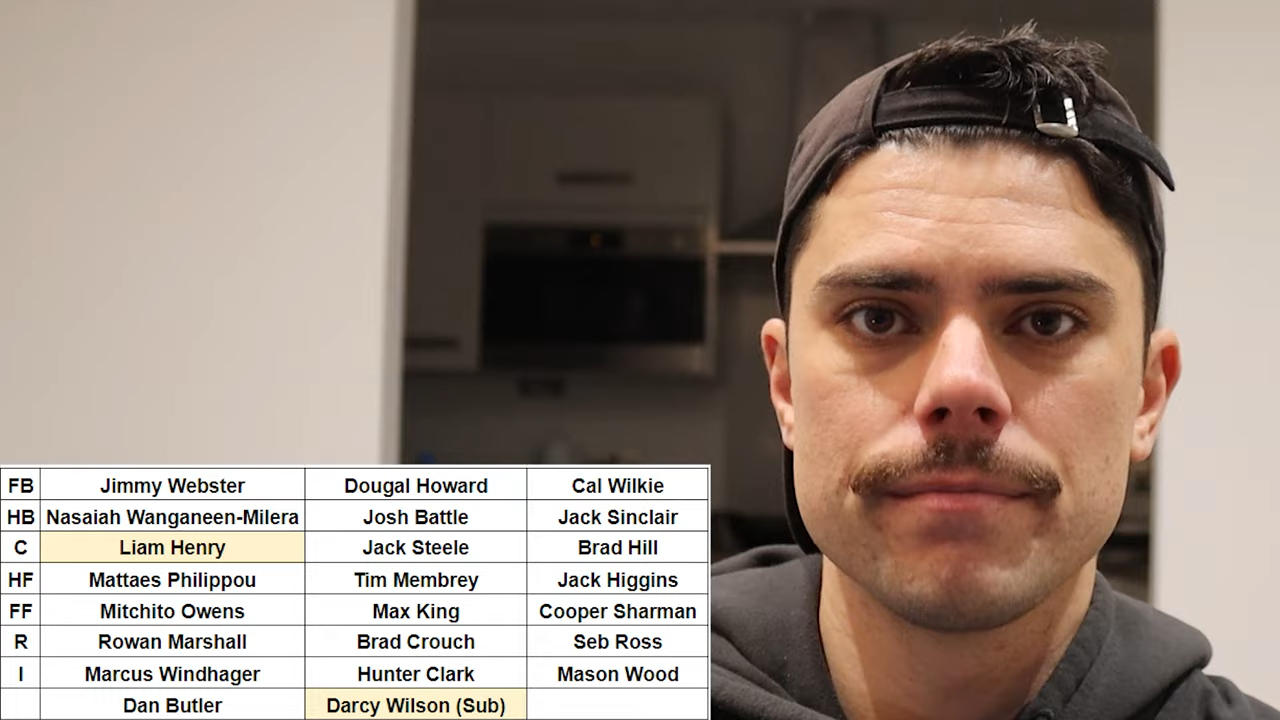 FB Jimmy Webster Dougal Howard Cal Wilkie
HB Nasaiah Wanganeen-Milera Josh Battle Jack Sinclair
C Liam Henry Jack Steele Brad Hill
HF Mattaes Philippou Tim Membrey Jack Higgins
FF Mitchito Owens Max King Cooper Sharman
R Rowan Marshall Brad Crouch Seb Ross
I Marcus Windhager Hunter Clark Mason Wood
Dan Butler Darcy Wilson (Sub)